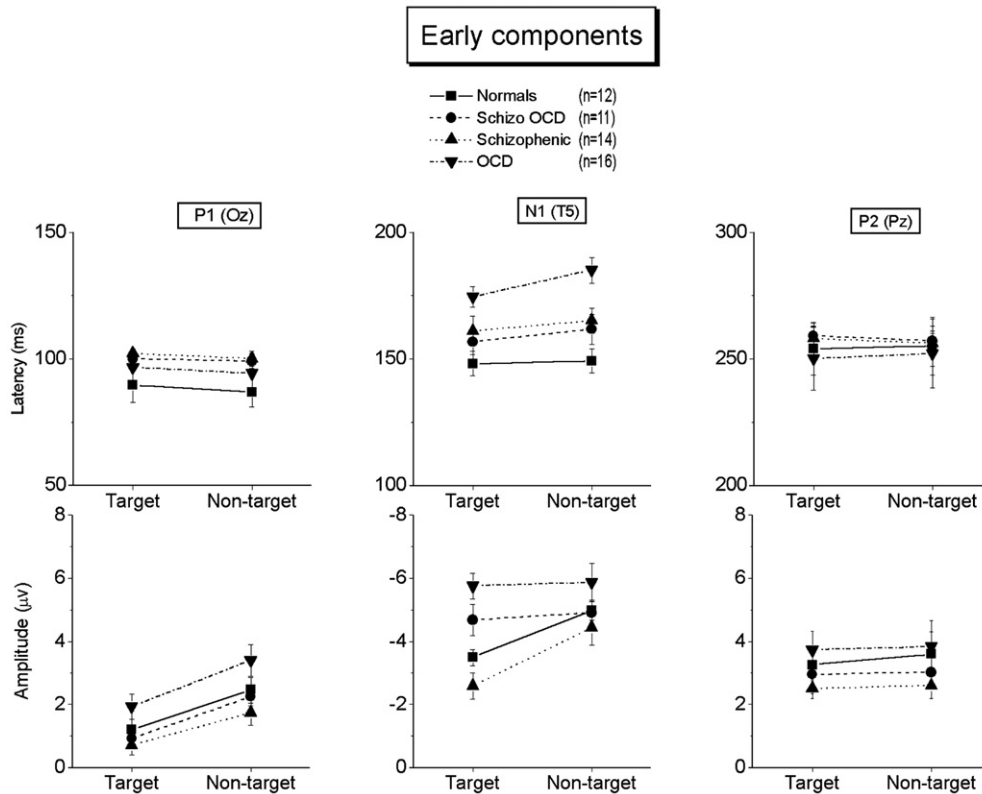 Early components
Normals (n=12)
Schizo OCD (n=11)
Schizophenic (n=14)
OCD (n=16)
P1 (Oz)
N1 (T5)
P2 (Pz)
Latency (ms)
150
100
50
Target Non-target
200
150
100
Target Non-target
300
250
200
Target Non-target
Amplitude (μv)
8
6
4
2
0
Target Non-target
-8
-6
-4
-2
0
Target Non-target
8
6
4
2
0
Target Non-target